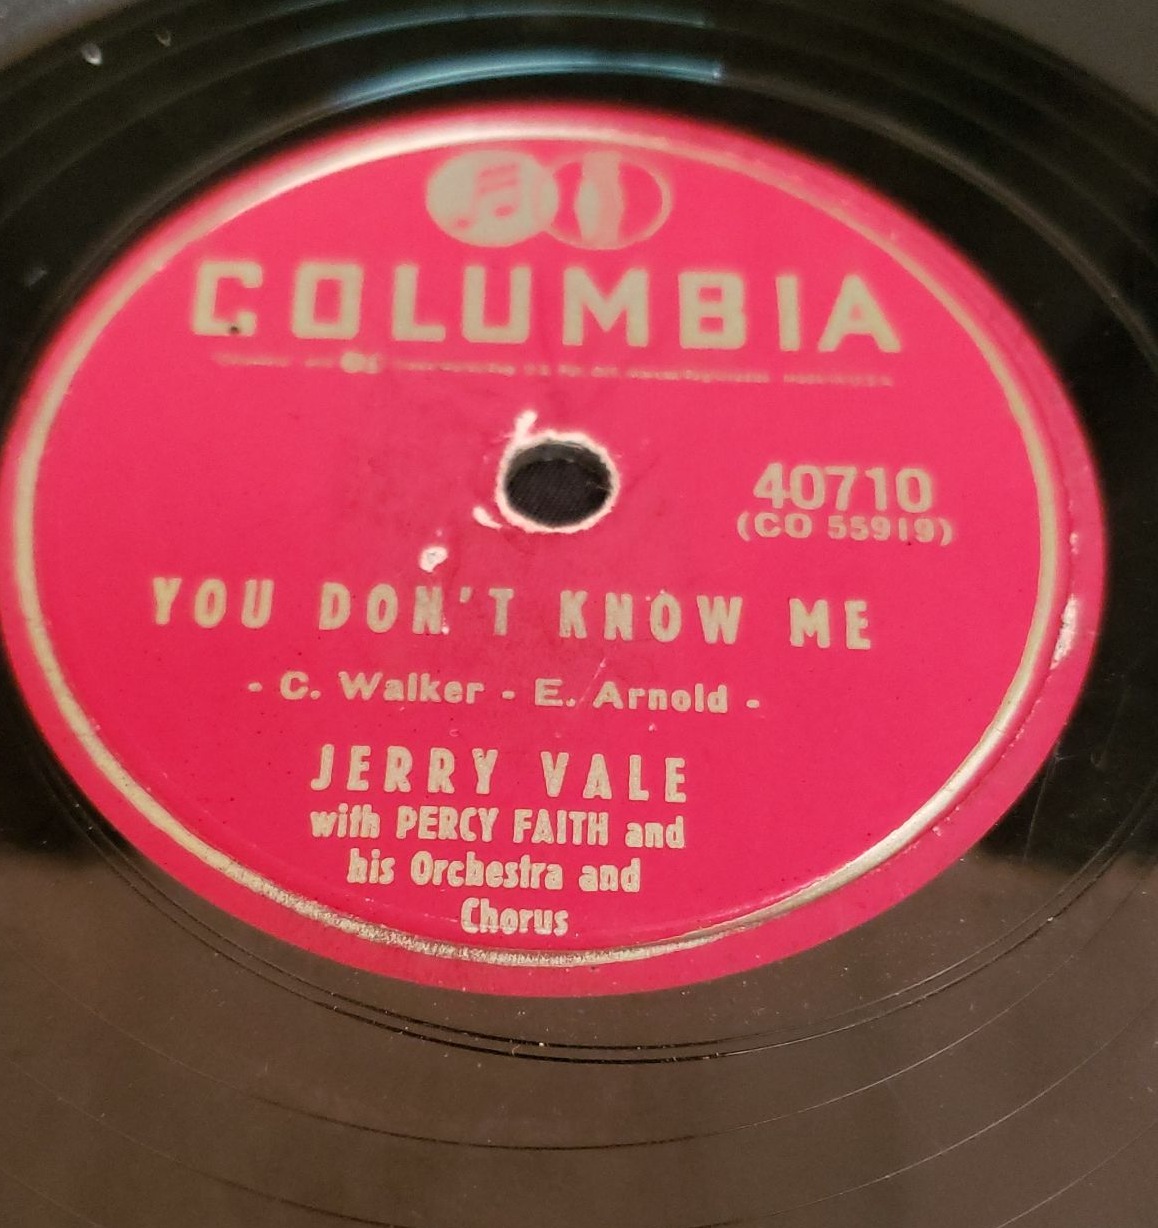 COLUMBIA
40710
(CO 55919)
YOU DON'T KNOW ME
- C. Walker - E. Arnold -
JERRY VALE
with PERCY FAITH and
his Orchestra and
Chorus